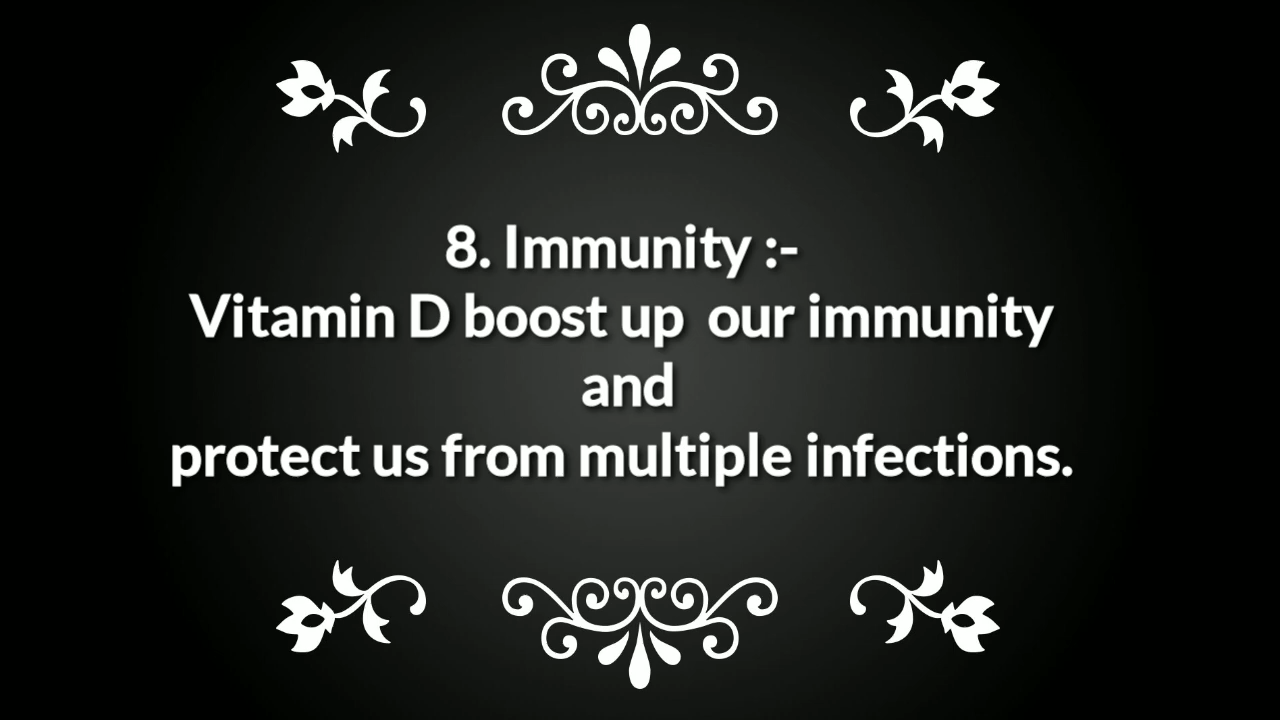 8. Immunity :-
Vitamin D boost up  our immunity
and
protect us from multiple infections.